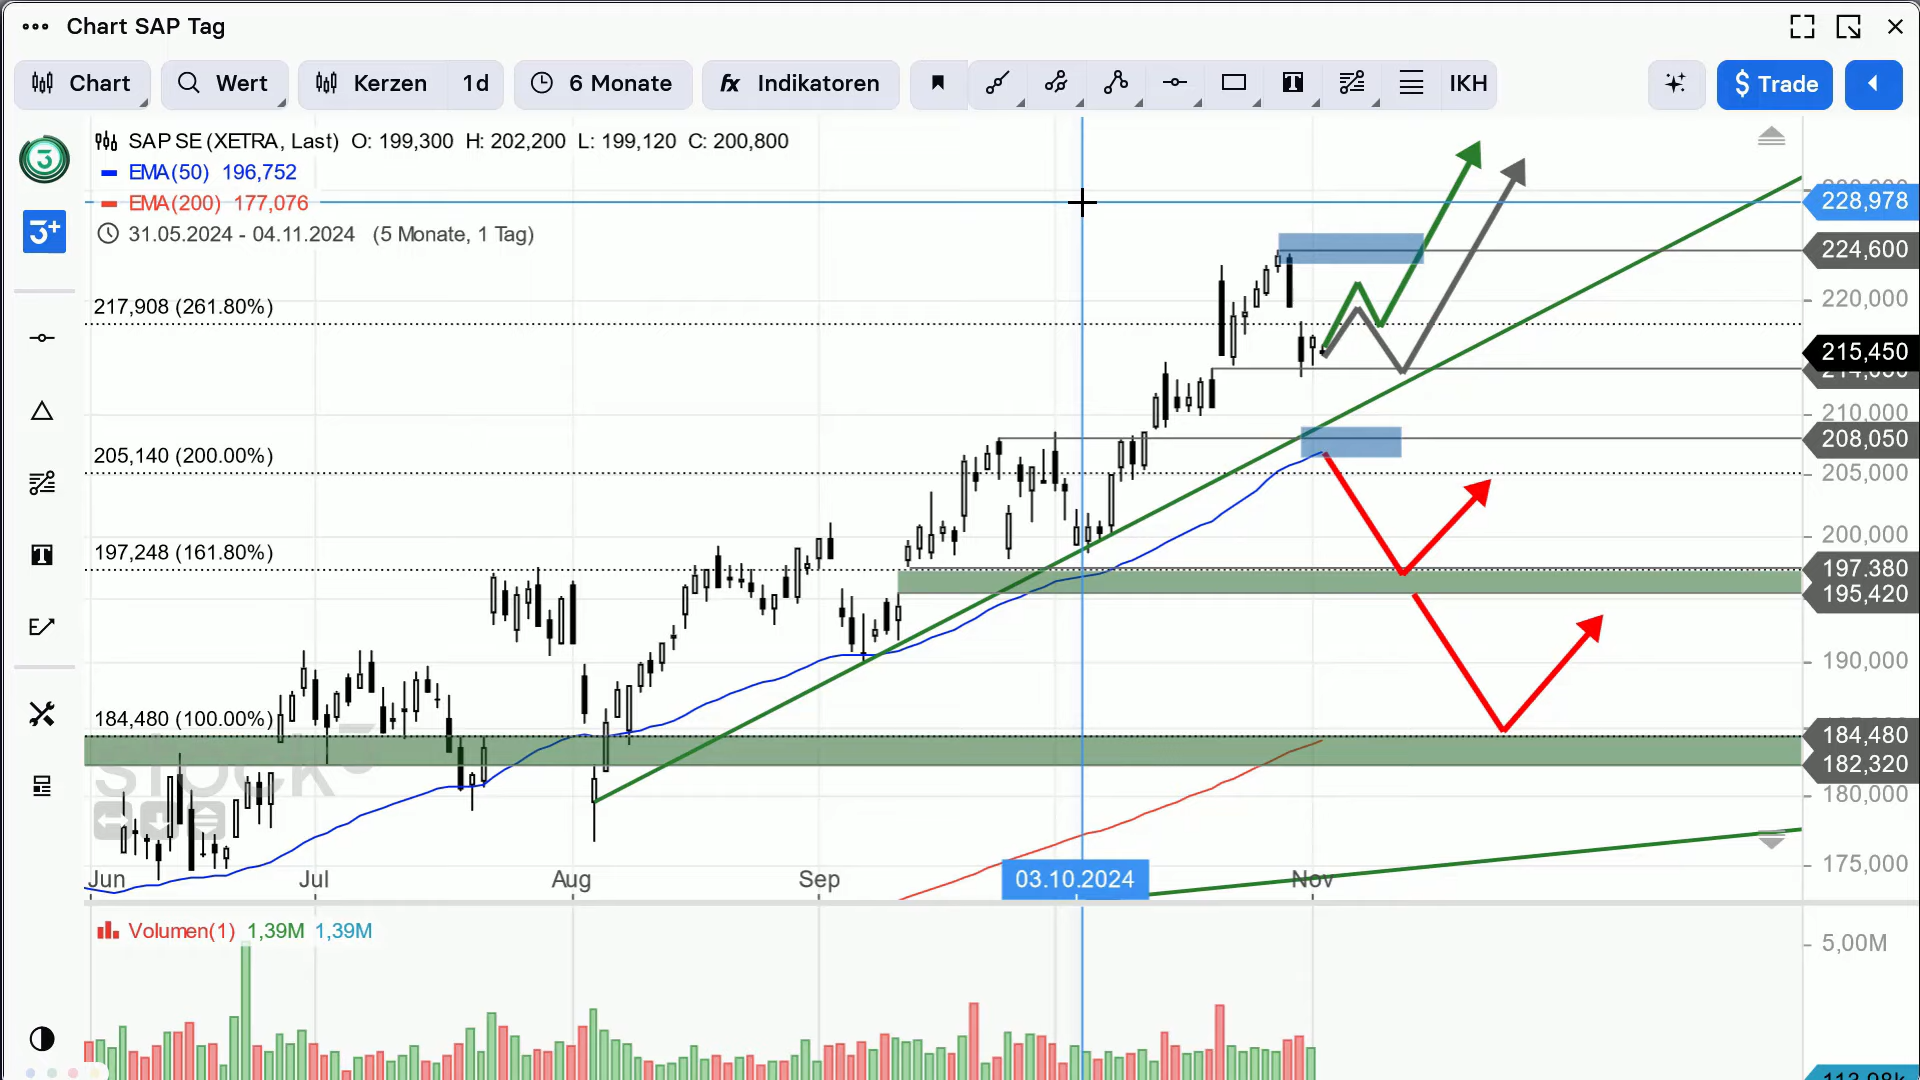 Chart SAP Tag
Chart Wert Kerzen 1d 6 Monate fx Indikatoren IKH $ Trade
3 SAP SE (XETRA, Last) O: 199,300 H: 202,200 L: 199,120 C: 200,800
EMA(50) 196,752
EMA(200) 177,076
3+
31.05.2024 - 04.11.2024 (5 Monate, 1 Tag)
228,978
224,600
217,908 (261.80%)
220,000
215,450
210,000
208,050
205,140 (200.00%)
205,000
200,000
197,248 (161.80%)
197.380
195,420
190,000
184,480 (100.00%)
184,480
182,320
stock3
180,000
175,000
Jun Jul Aug Sep 03.10.2024 Nov
Volumen(1) 1,39M 1,39M
5,00M